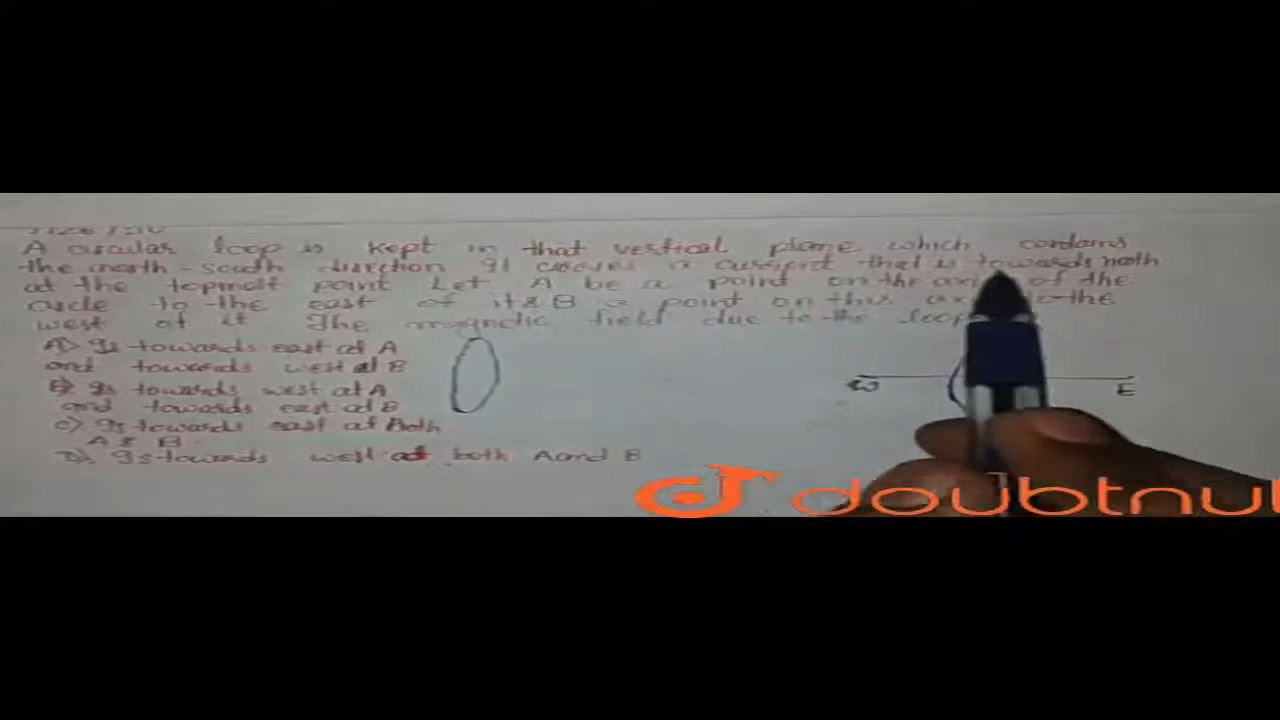 A circular loop is kept in that vertical plane which contains
the north-south direction It carries a current that is towards north
at the topmost point Let A be a point on the axis of the
circle to the east of it & B a point on this axis to the
west of it The magnetic field due to the loop
A) Is towards east at A
and towards west at B
B) Is towards west at A
and towards east at B
C) Is towards east at Both
A & B
D) Is towards west at both A and B
W E
doubtnut